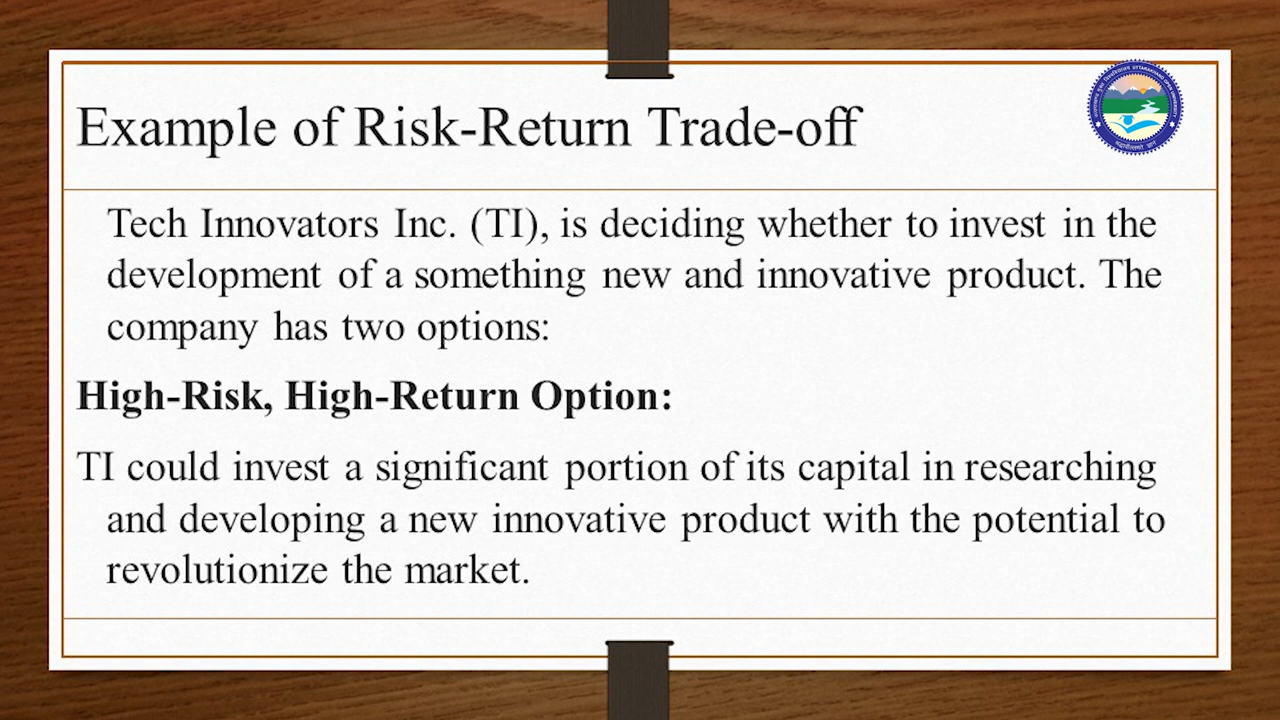 Example of Risk-Return Trade-off
Tech Innovators Inc. (TI), is deciding whether to invest in the
development of a something new and innovative product. The
company has two options:
High-Risk, High-Return Option:
TI could invest a significant portion of its capital in researching
and developing a new innovative product with the potential to
revolutionize the market.